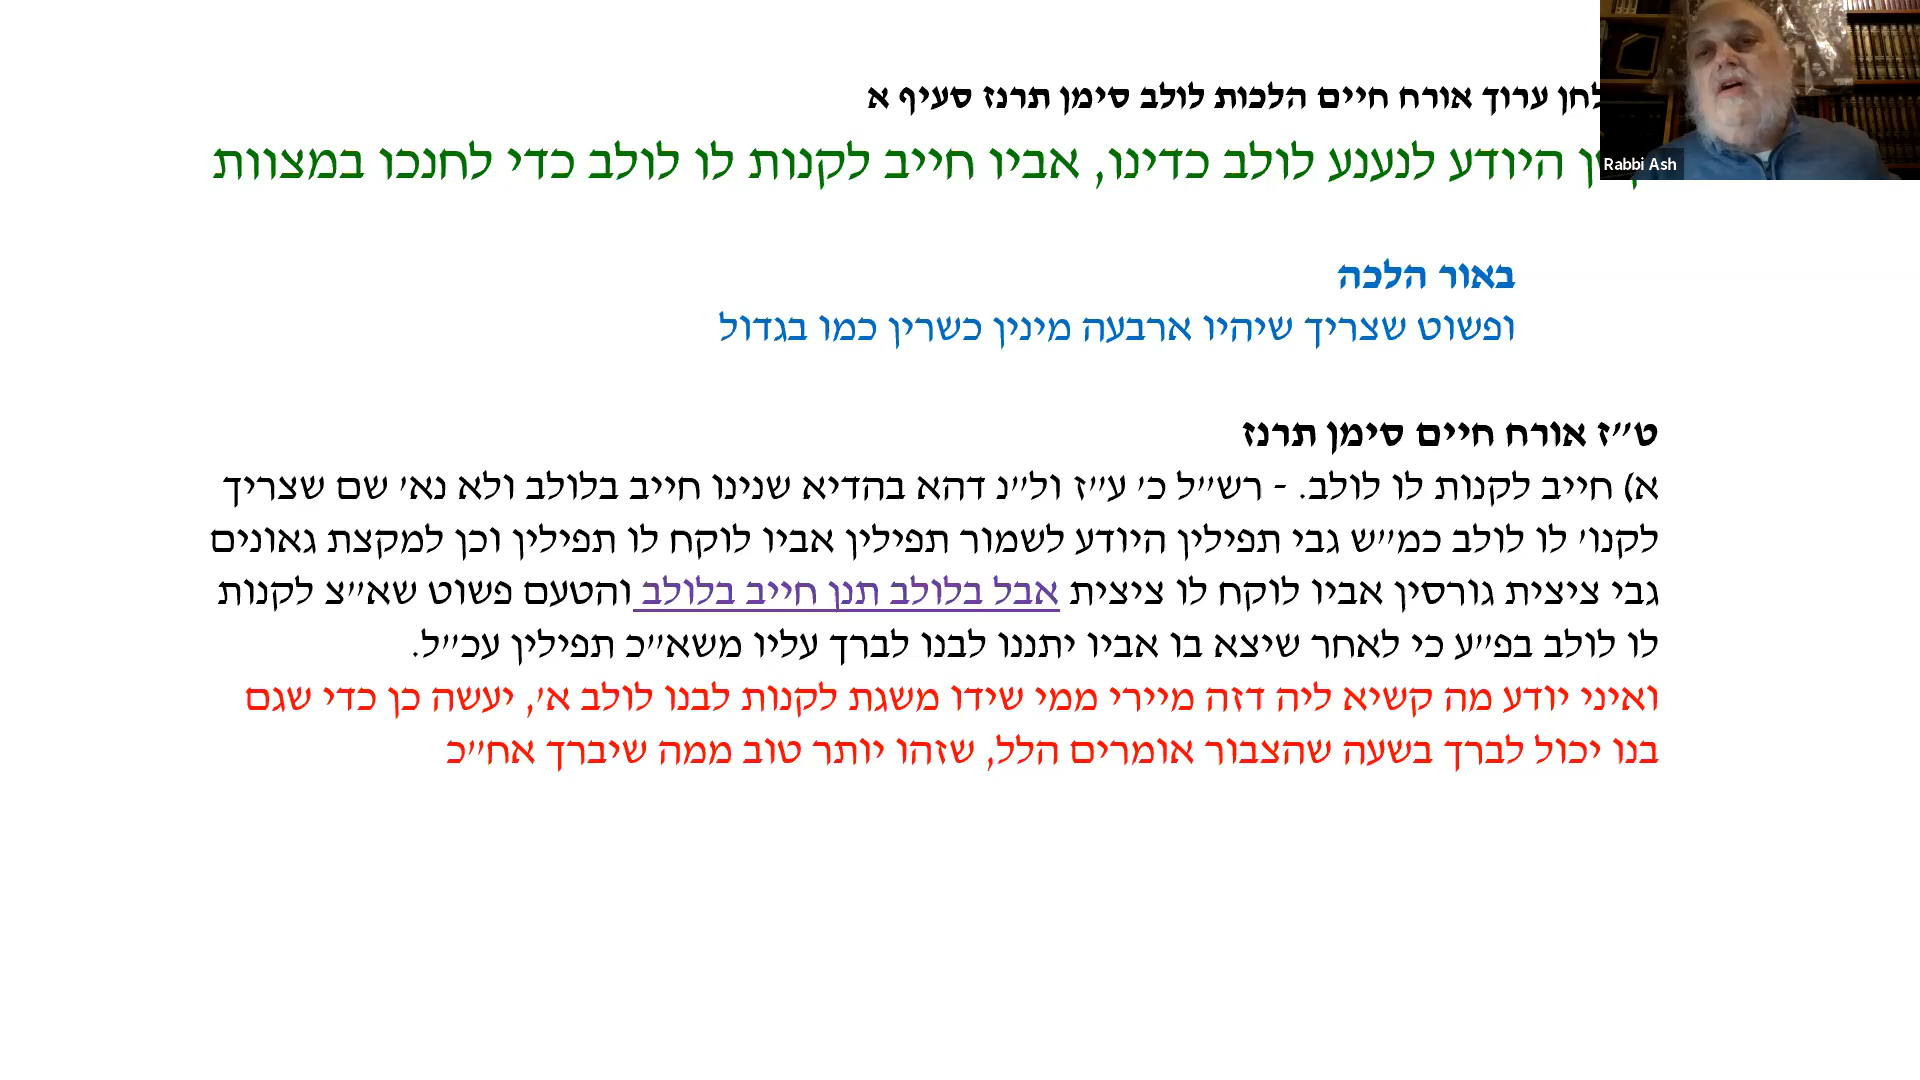 לחן ערוך אורח חיים הלכות לולב סימן תרנז סעיף א
היודע לנענע לולב כדינו, אביו חייב לקנות לו לולב כדי לחנכו במצוות
Rabbi Ash
באור הלכה
ופשוט שצריך שיהיו ארבעה מינין כשרין כמו בגדול
ט״ז אורח חיים סימן תרנז
א) חייב לקנות לו לולב. - רש״ל כ׳ ע״ז ול״נ דהא בהדיא שנינו חייב בלולב ולא נא׳ שם שצריך
לקנו׳ לו לולב כמ״ש גבי תפילין היודע לשמור תפילין אביו לוקח לו תפילין וכן למקצת גאונים
גבי ציצית גורסין אביו לוקח לו ציצית אבל בלולב תנן חייב בלולב והטעם פשוט שא״צ לקנות
לו לולב בפ״ע כי לאחר שיצא בו אביו יתננו לבנו לברך עליו משא״כ תפילין עכ״ל.
ואיני יודע מה קשיא ליה דזה מיירי ממי שידו משגת לקנות לבנו לולב א׳, יעשה כן כדי שגם
בנו יכול לברך בשעה שהצבור אומרים הלל, שזהו יותר טוב ממה שיברך אח״כ